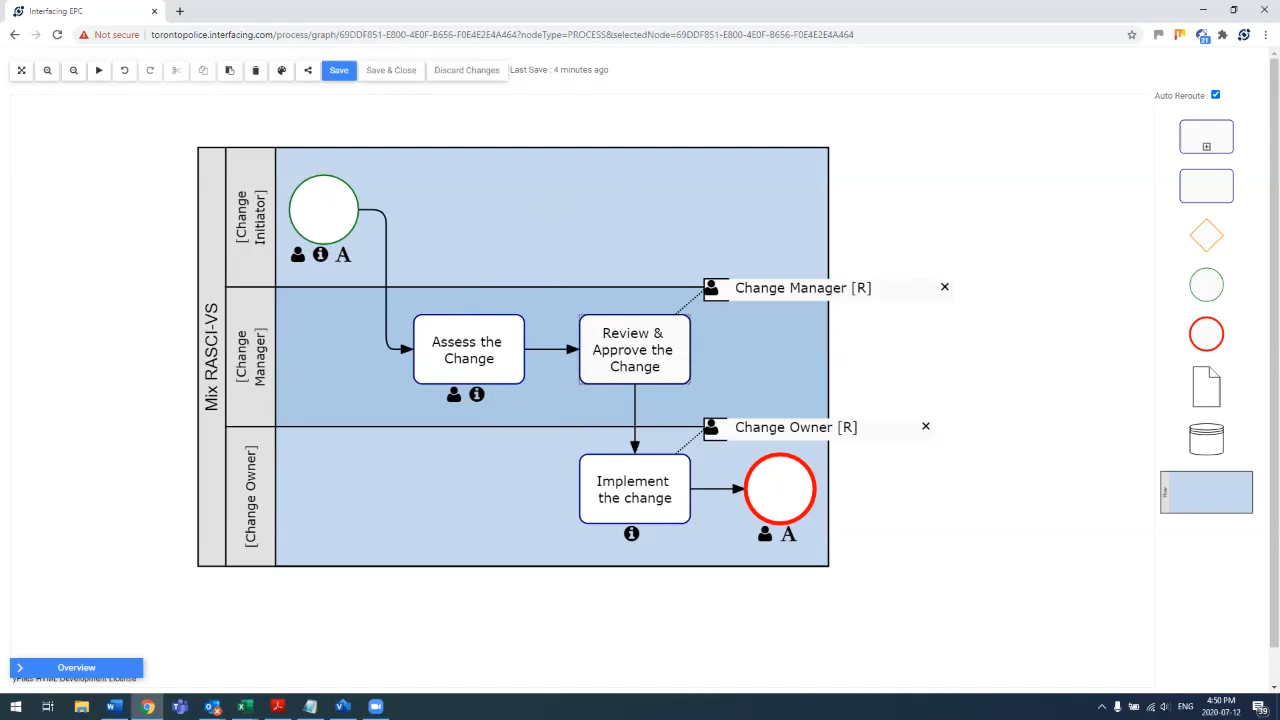 Interfacing EPC
Not secure torontopolice.interfacing.com/process/graph/69DDF851-E800-4E0F-B656-F0E4E2E4A464?nodeType=PROCESS&selectedNode=69DDF851-E800-4E0F-B656-F0E4E2E4A464
21
Save Save & Close Discard Changes Last Save : 4 minutes ago
Auto Reroute
Mix RASCI-VS
[Change
Initiator]
A
Change Manager [R]
[Change
Manager]
Assess the
Change
Review &
Approve the
Change
Change Owner [R]
[Change Owner]
Implement
the change
A
Overview
yFiles HTML Development License
4:50 PM
ENG
2020-07-12
39